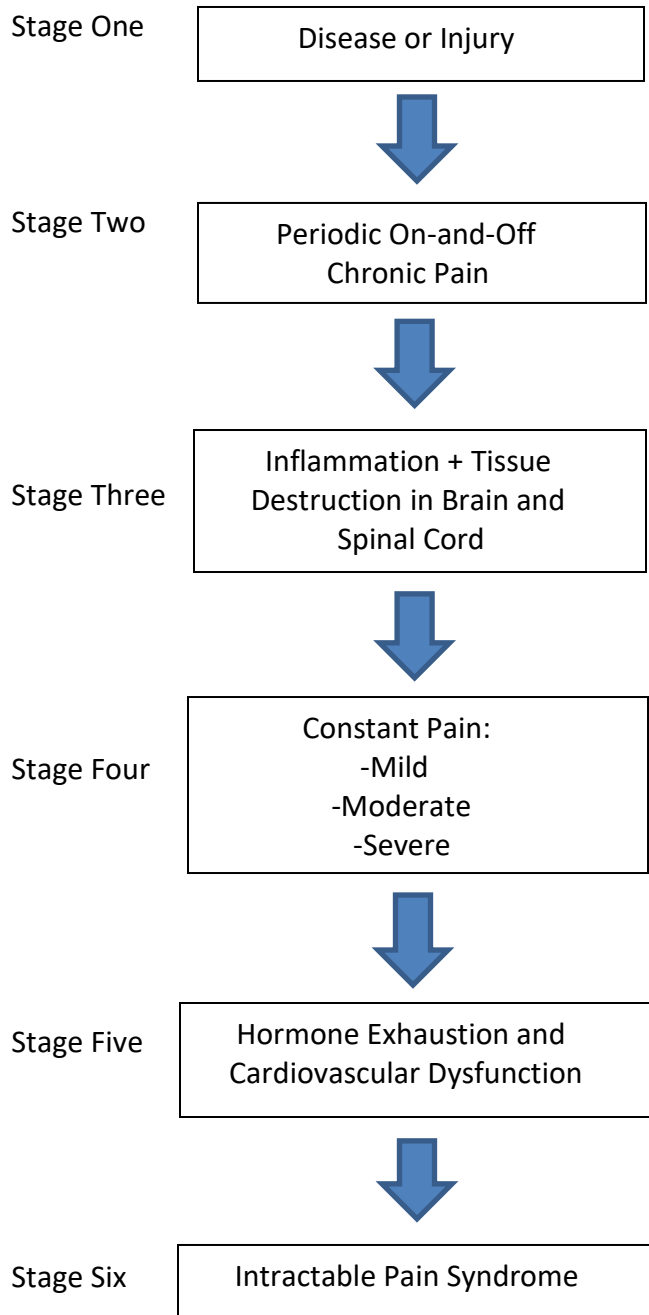 Stage One
Disease or Injury
Stage Two
Periodic On-and-Off
Chronic Pain
Stage Three
Inflammation + Tissue
Destruction in Brain and
Spinal Cord
Stage Four
Constant Pain:
-Mild
-Moderate
-Severe
Stage Five
Hormone Exhaustion and
Cardiovascular Dysfunction
Stage Six
Intractable Pain Syndrome